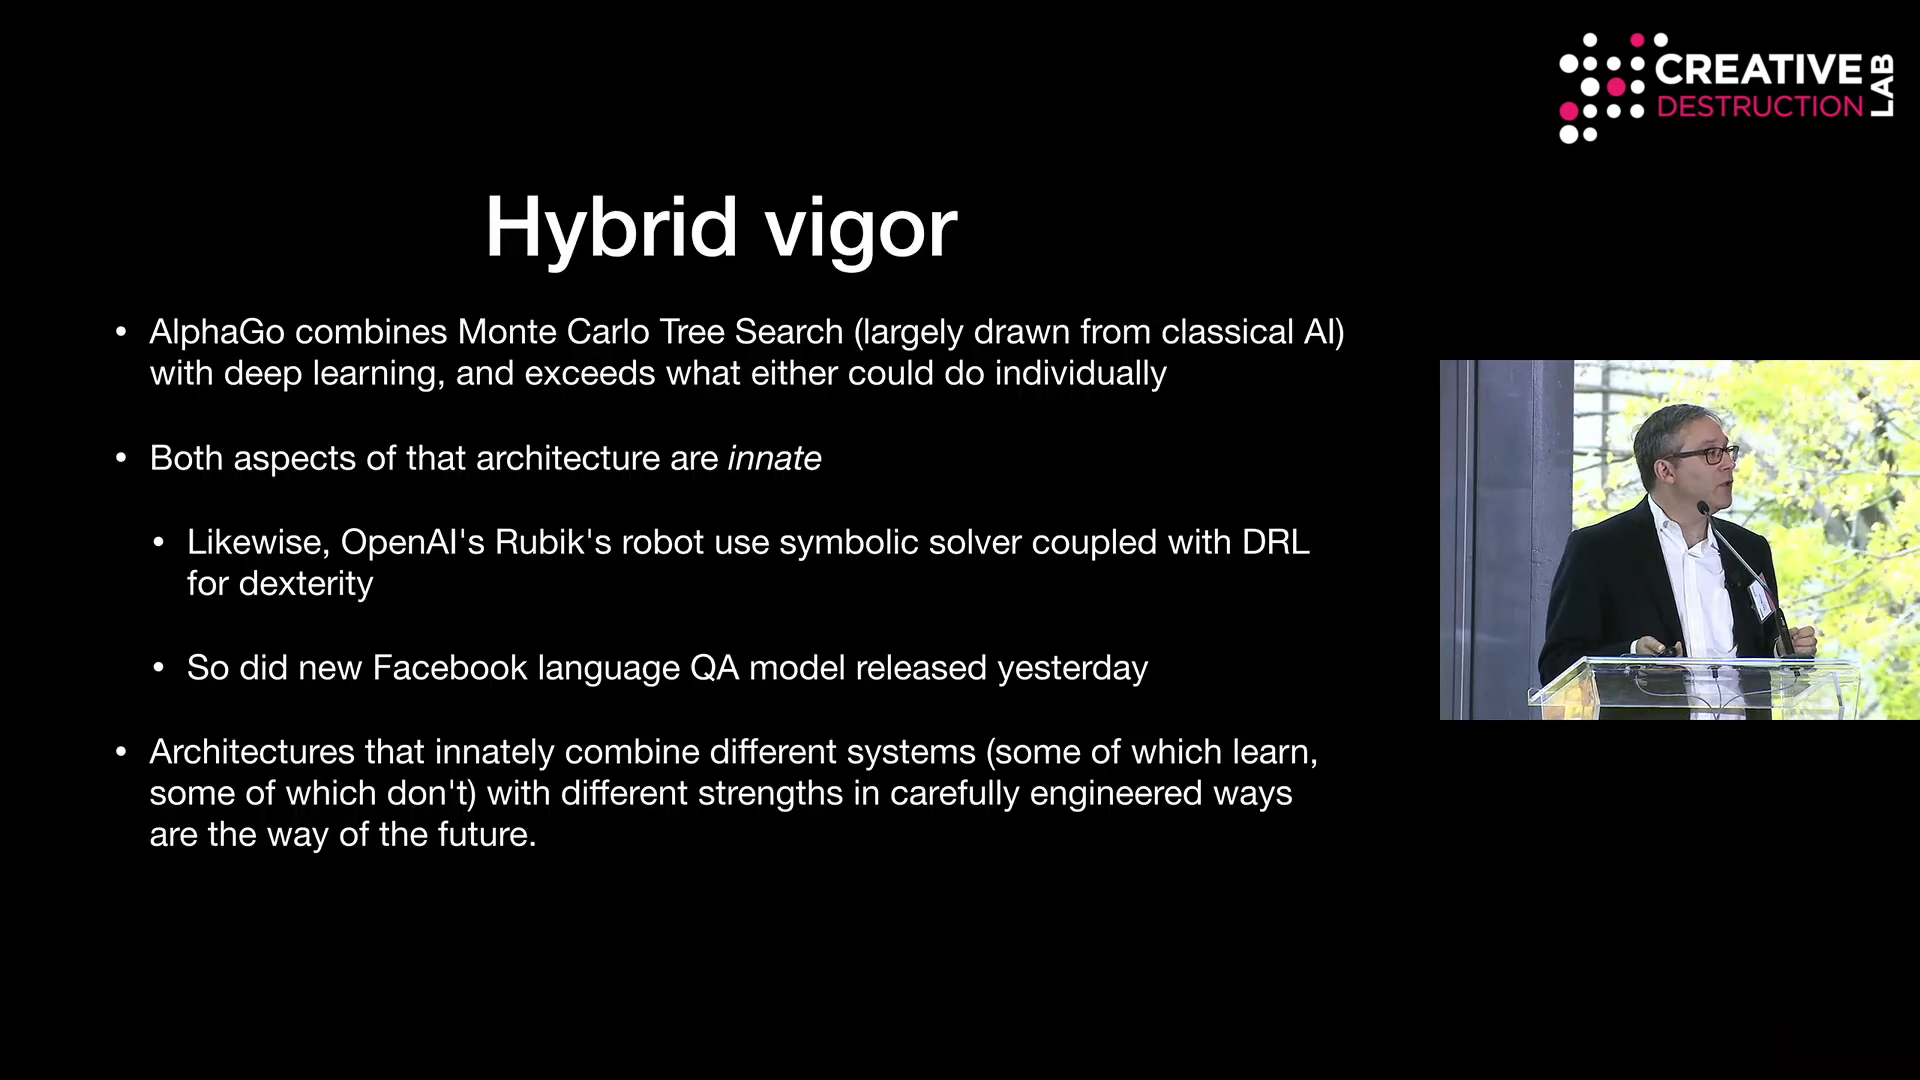 CREATIVE
DESTRUCTION
LAB
Hybrid vigor
• AlphaGo combines Monte Carlo Tree Search (largely drawn from classical AI)
with deep learning, and exceeds what either could do individually
• Both aspects of that architecture are innate
• Likewise, OpenAI's Rubik's robot use symbolic solver coupled with DRL
for dexterity
• So did new Facebook language QA model released yesterday
• Architectures that innately combine different systems (some of which learn,
some of which don't) with different strengths in carefully engineered ways
are the way of the future.